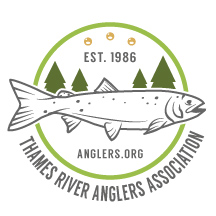 EST. 1986
ANGLERS.ORG
THAMES RIVER ANGLERS ASSOCIATION